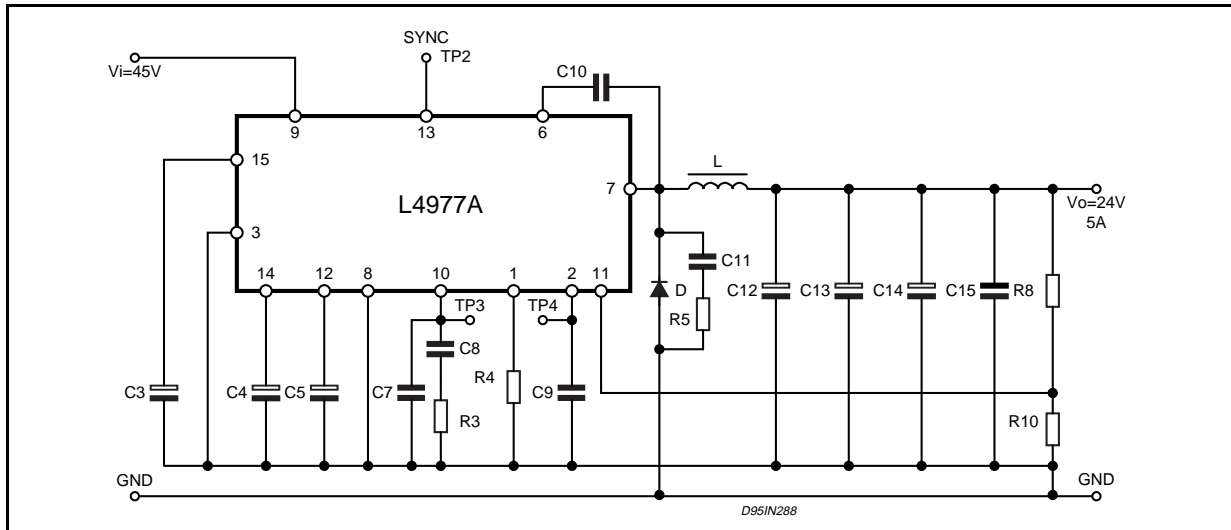 SYNC
TP2
Vi=45V
C10
9
13
6
15
L
7
L4977A
Vo=24V
5A
3
C11
14
12
8
10
1
2
11
TP3
TP4
D
C12
C13
C14
C15
R8
R5
C8
C3
C4
C5
C7
R4
C9
R3
R10
GND
GND
D95IN288